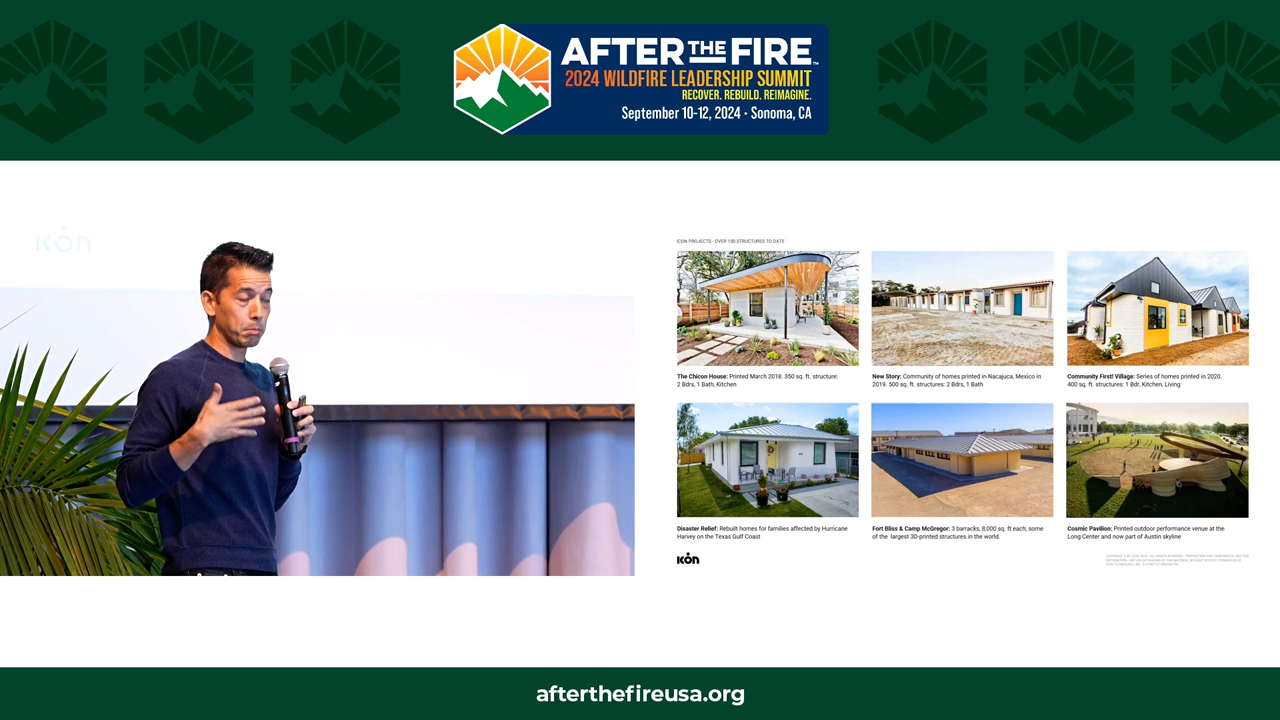 AFTER THE FIRE™
2024 WILDFIRE LEADERSHIP SUMMIT
RECOVER. REBUILD. REIMAGINE.
September 10-12, 2024 · Sonoma, CA
ICON
ICON PROJECTS - OVER 150 STRUCTURES TO DATE
The Chicon House: Printed March 2018. 350 sq. ft. structure:
2 Bdrs, 1 Bath, Kitchen
New Story: Community of homes printed in Nacajuca, Mexico in
2019. 500 sq. ft. structures: 2 Bdrs, 1 Bath
Community First! Village: Series of homes printed in 2020.
400 sq. ft. structures: 1 Bdr, Kitchen, Living
Disaster Relief: Rebuilt homes for families affected by Hurricane
Harvey on the Texas Gulf Coast
Fort Bliss & Camp McGregor: 3 barracks, 8,000 sq. ft each; some
of the largest 3D-printed structures in the world.
Cosmic Pavilion: Printed outdoor performance venue at the
Long Center and now part of Austin skyline
ICON
afterthefireusa.org